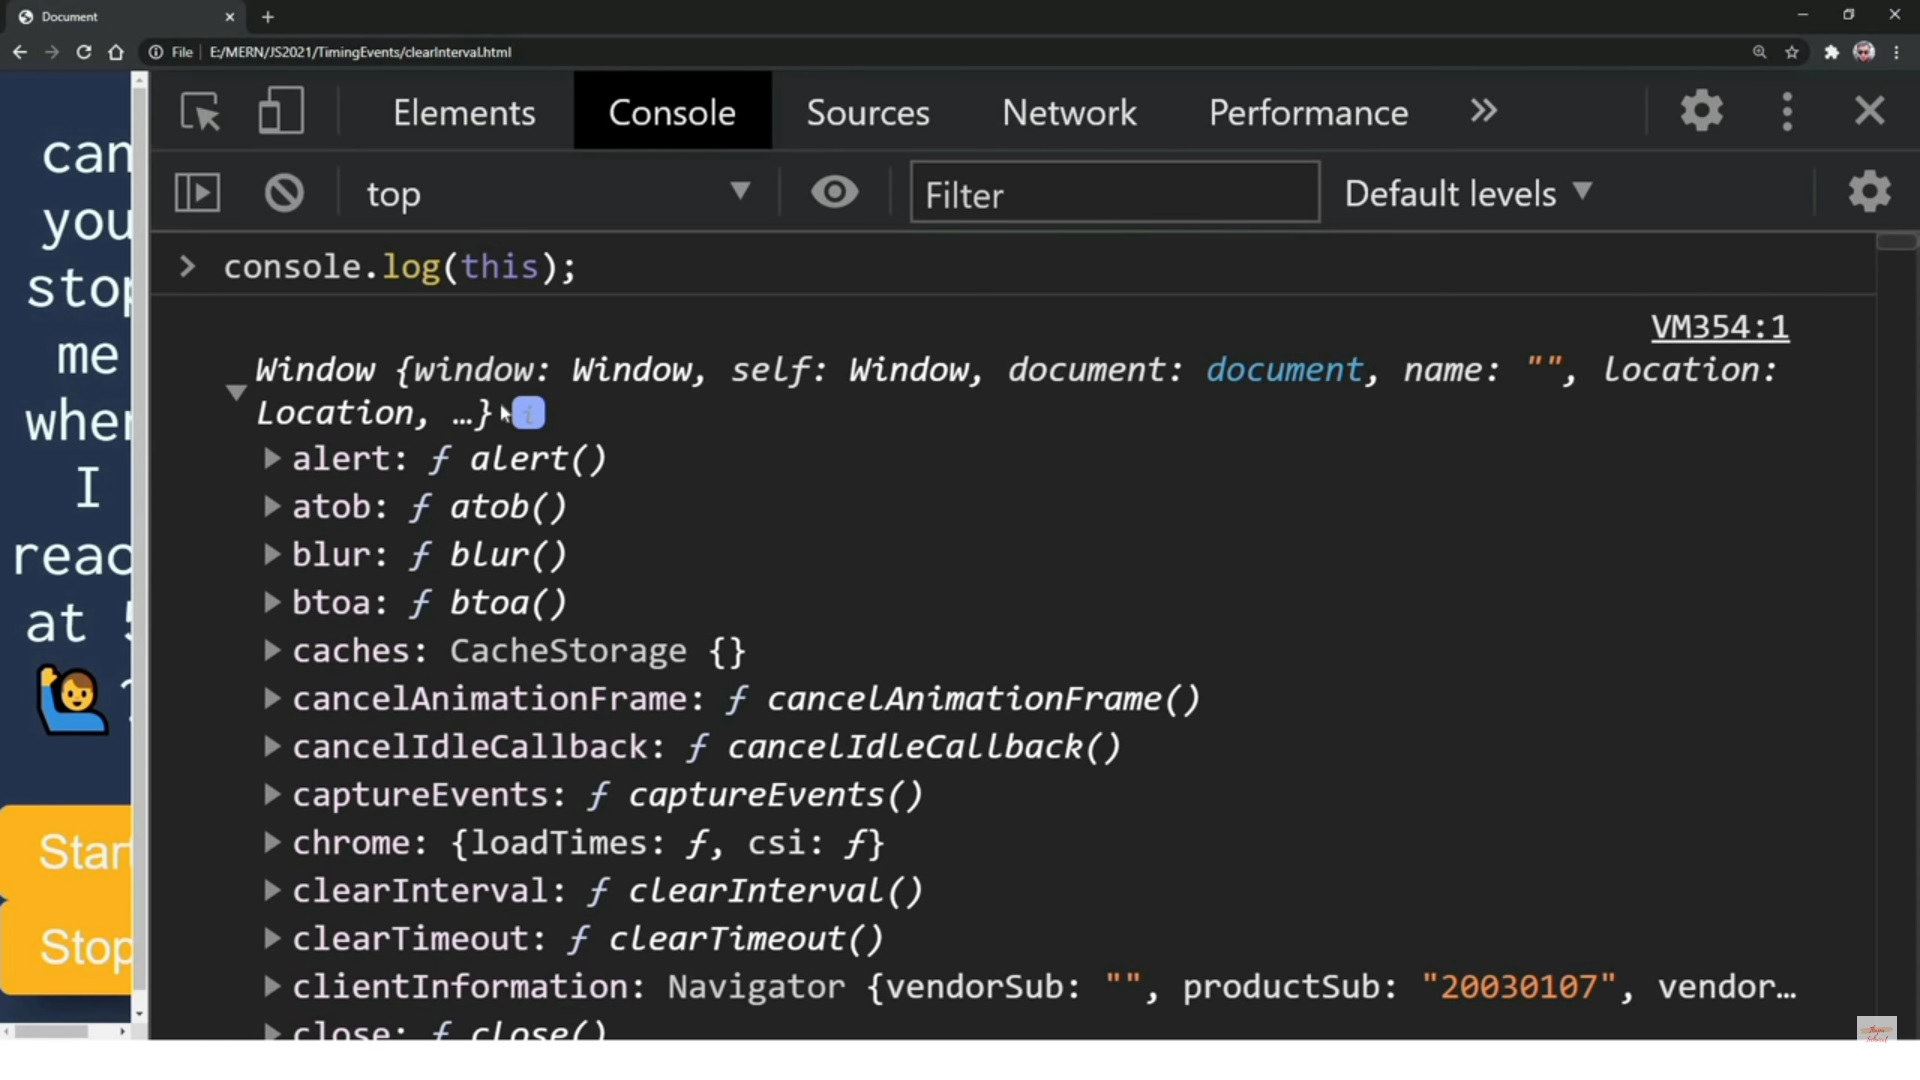 Document
File E:/MERN/JS2021/TimingEvents/clearInterval.html
Elements Console Sources Network Performance
top Filter Default levels
can
you
stop
me
when
I
reac
at 5
?
Start
Stop
> console.log(this);
VM354:1
Window {window: Window, self: Window, document: document, name: "", location:
Location, …} i
alert: ƒ alert()
atob: ƒ atob()
blur: ƒ blur()
btoa: ƒ btoa()
caches: CacheStorage {}
cancelAnimationFrame: ƒ cancelAnimationFrame()
cancelIdleCallback: ƒ cancelIdleCallback()
captureEvents: ƒ captureEvents()
chrome: {loadTimes: ƒ, csi: ƒ}
clearInterval: ƒ clearInterval()
clearTimeout: ƒ clearTimeout()
clientInformation: Navigator {vendorSub: "", productSub: "20030107", vendor…
close: ƒ close()